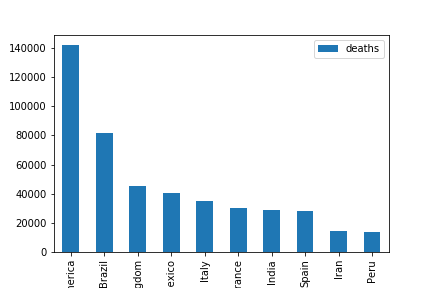 deaths
140000
120000
100000
80000
60000
40000
20000
0
erica
Brazil
gdom
exico
Italy
rance
India
Spain
Iran
Peru